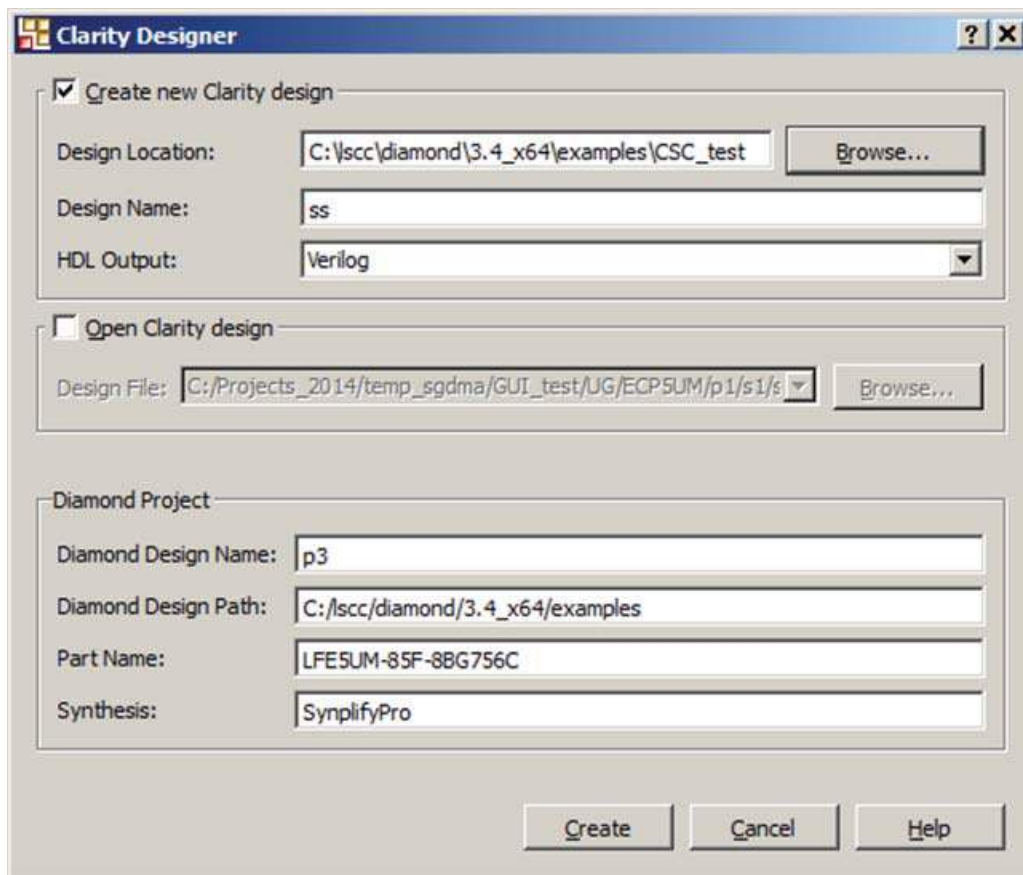 Clarity Designer
Create new Clarity design
Design Location: C:\lscc\diamond\3.4_x64\examples\CSC_test Browse...
Design Name: ss
HDL Output: Verilog
Open Clarity design
Design File: C:/Projects_2014/temp_sgdma/GUI_test/UG/ECP5UM/p1/s1/s Browse...
Diamond Project
Diamond Design Name: p3
Diamond Design Path: C:/lscc/diamond/3.4_x64/examples
Part Name: LFE5UM-85F-8BG756C
Synthesis: SynplifyPro
Create Cancel Help